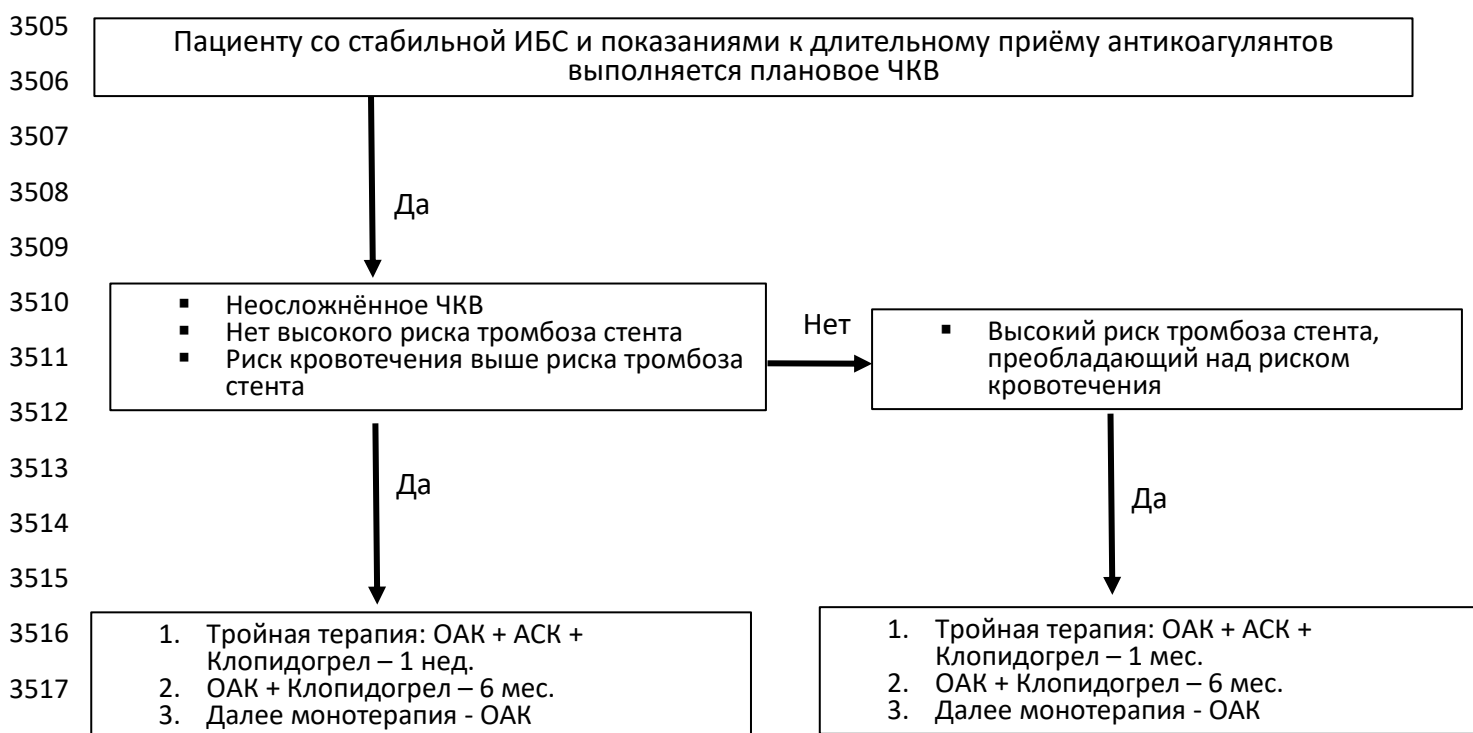 3505
Пациенту со стабильной ИБС и показаниями к длительному приёму антикоагулянтов
выполняется плановое ЧКВ
3506
3507
3508
Да
3509
3510
▪ Неосложнённое ЧКВ
▪ Нет высокого риска тромбоза стента
▪ Риск кровотечения выше риска тромбоза
стента
Нет
▪ Высокий риск тромбоза стента,
преобладающий над риском
кровотечения
3511
3512
3513
Да
Да
3514
3515
3516
1. Тройная терапия: ОАК + АСК +
Клопидогрел – 1 нед.
2. ОАК + Клопидогрел – 6 мес.
3. Далее монотерапия - ОАК
1. Тройная терапия: ОАК + АСК +
Клопидогрел – 1 мес.
2. ОАК + Клопидогрел – 6 мес.
3. Далее монотерапия - ОАК
3517